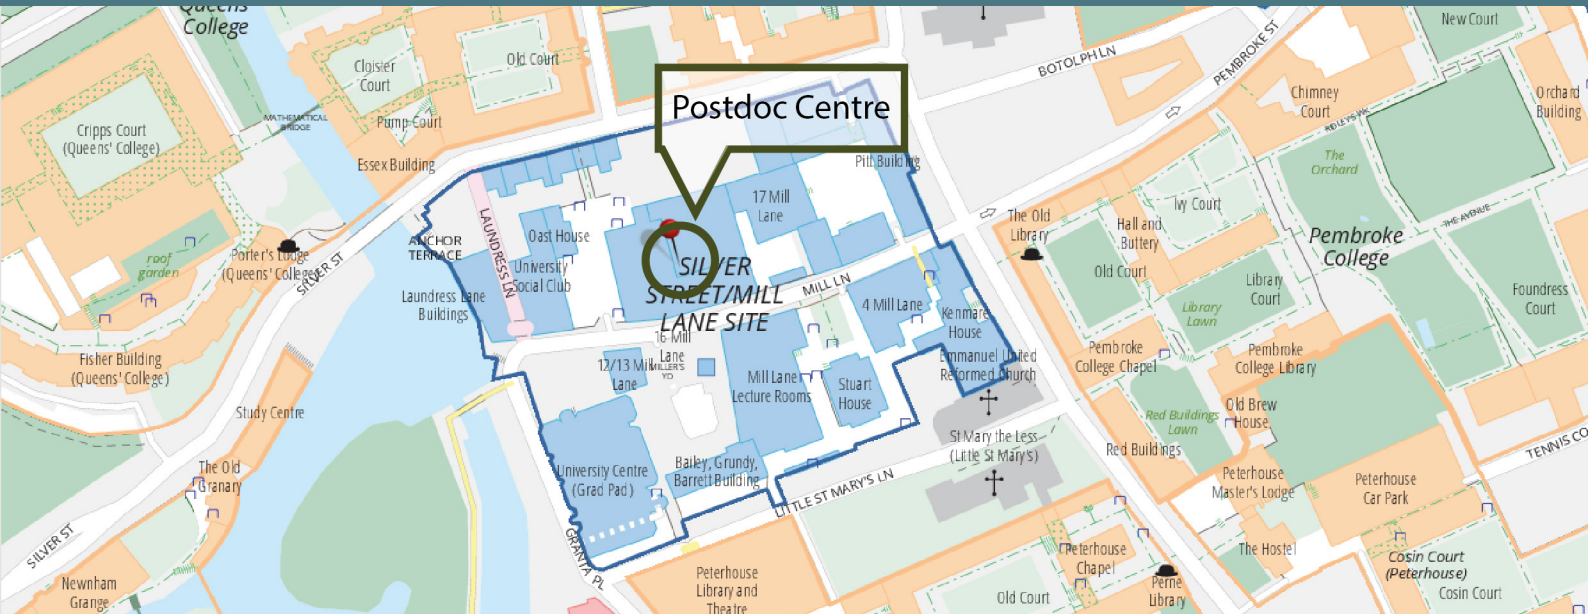 Queens'
College
Cloister
Court
Old Court
New Court
BOTOLPH LN
PEMBROKE ST
Cripps Court
(Queens' College)
MATHEMATICAL
BRIDGE
Pump Court
Essex Building
Postdoc Centre
Pitt Building
Chimney
Court
RIDLEY'S WK
Orchard
Building
The
Orchard
17 Mill
Lane
LAUNDRESS LN
Oast House
ANCHOR
TERRACE
University
Social Club
SILVER
STREET/MILL
LANE SITE
MILL LN
The Old
Library
Hall and
Buttery
Ivy Court
THE AVENUE
Pembroke
College
roof
garden
Porter's Lodge
(Queens' College)
SILVER ST
Laundress Lane
Buildings
4 Mill Lane
Kenmare
House
Old Court
Library
Court
Library
Lawn
Foundress
Court
Fisher Building
(Queens' College)
16 Mill
Lane
12/13 Mill
Lane
MILLER'S
YD
Mill Lane
Lecture Rooms
Stuart
House
Emmanuel United
Reformed Church
Pembroke
College Chapel
Pembroke
College Library
Study Centre
Red Buildings
Lawn
Old Brew
House
St Mary the Less
(Little St Mary's)
Red Buildings
TENNIS CO
The Old
Granary
University Centre
(Grad Pad)
Bailey, Grundy,
Barrett Building
LITTLE ST MARY'S LN
Peterhouse
Master's Lodge
Peterhouse
Car Park
SILVER ST
GRANTA PL
Newnham
Grange
Peterhouse
Library and
Theatre
Peterhouse
Chapel
Old Court
Perne
Library
The Hostel
Cosin Court
(Peterhouse)
Cosin Court